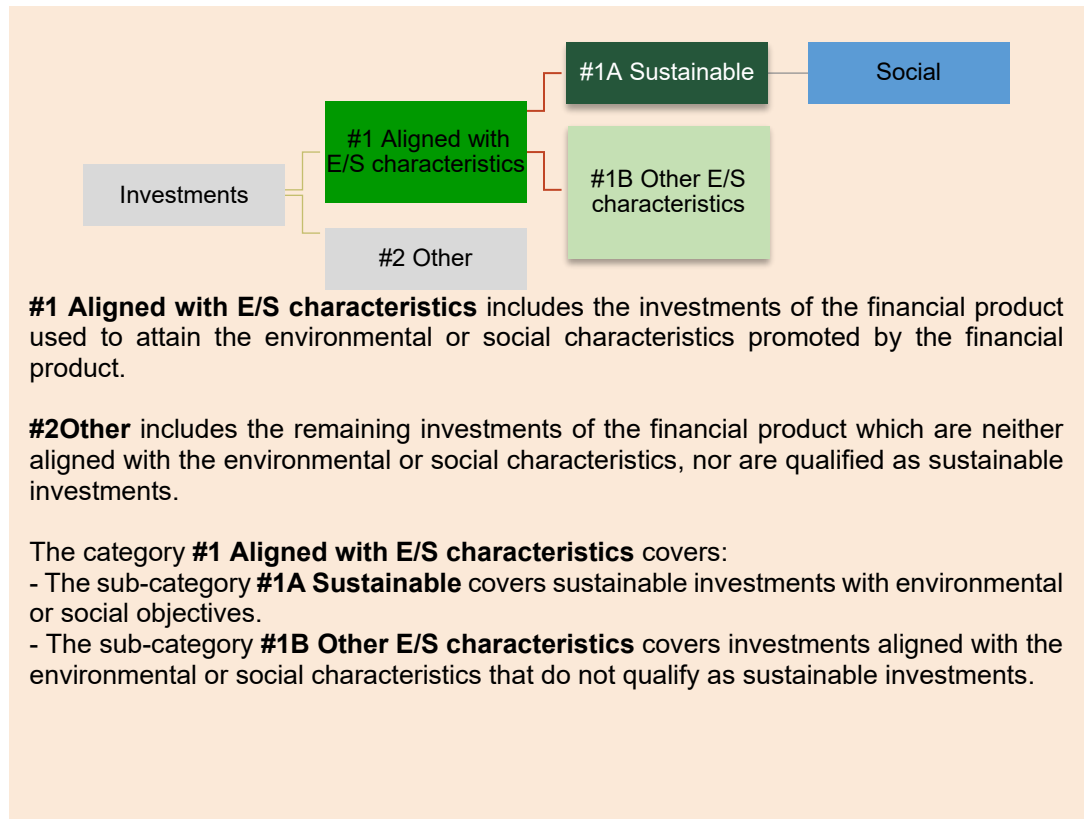 #1A Sustainable
Social
#1 Aligned with
E/S characteristics
#1B Other E/S
characteristics
Investments
#2 Other
#1 Aligned with E/S characteristics includes the investments of the financial product
used to attain the environmental or social characteristics promoted by the financial
product.
#2Other includes the remaining investments of the financial product which are neither
aligned with the environmental or social characteristics, nor are qualified as sustainable
investments.
The category #1 Aligned with E/S characteristics covers:
- The sub-category #1A Sustainable covers sustainable investments with environmental
or social objectives.
- The sub-category #1B Other E/S characteristics covers investments aligned with the
environmental or social characteristics that do not qualify as sustainable investments.